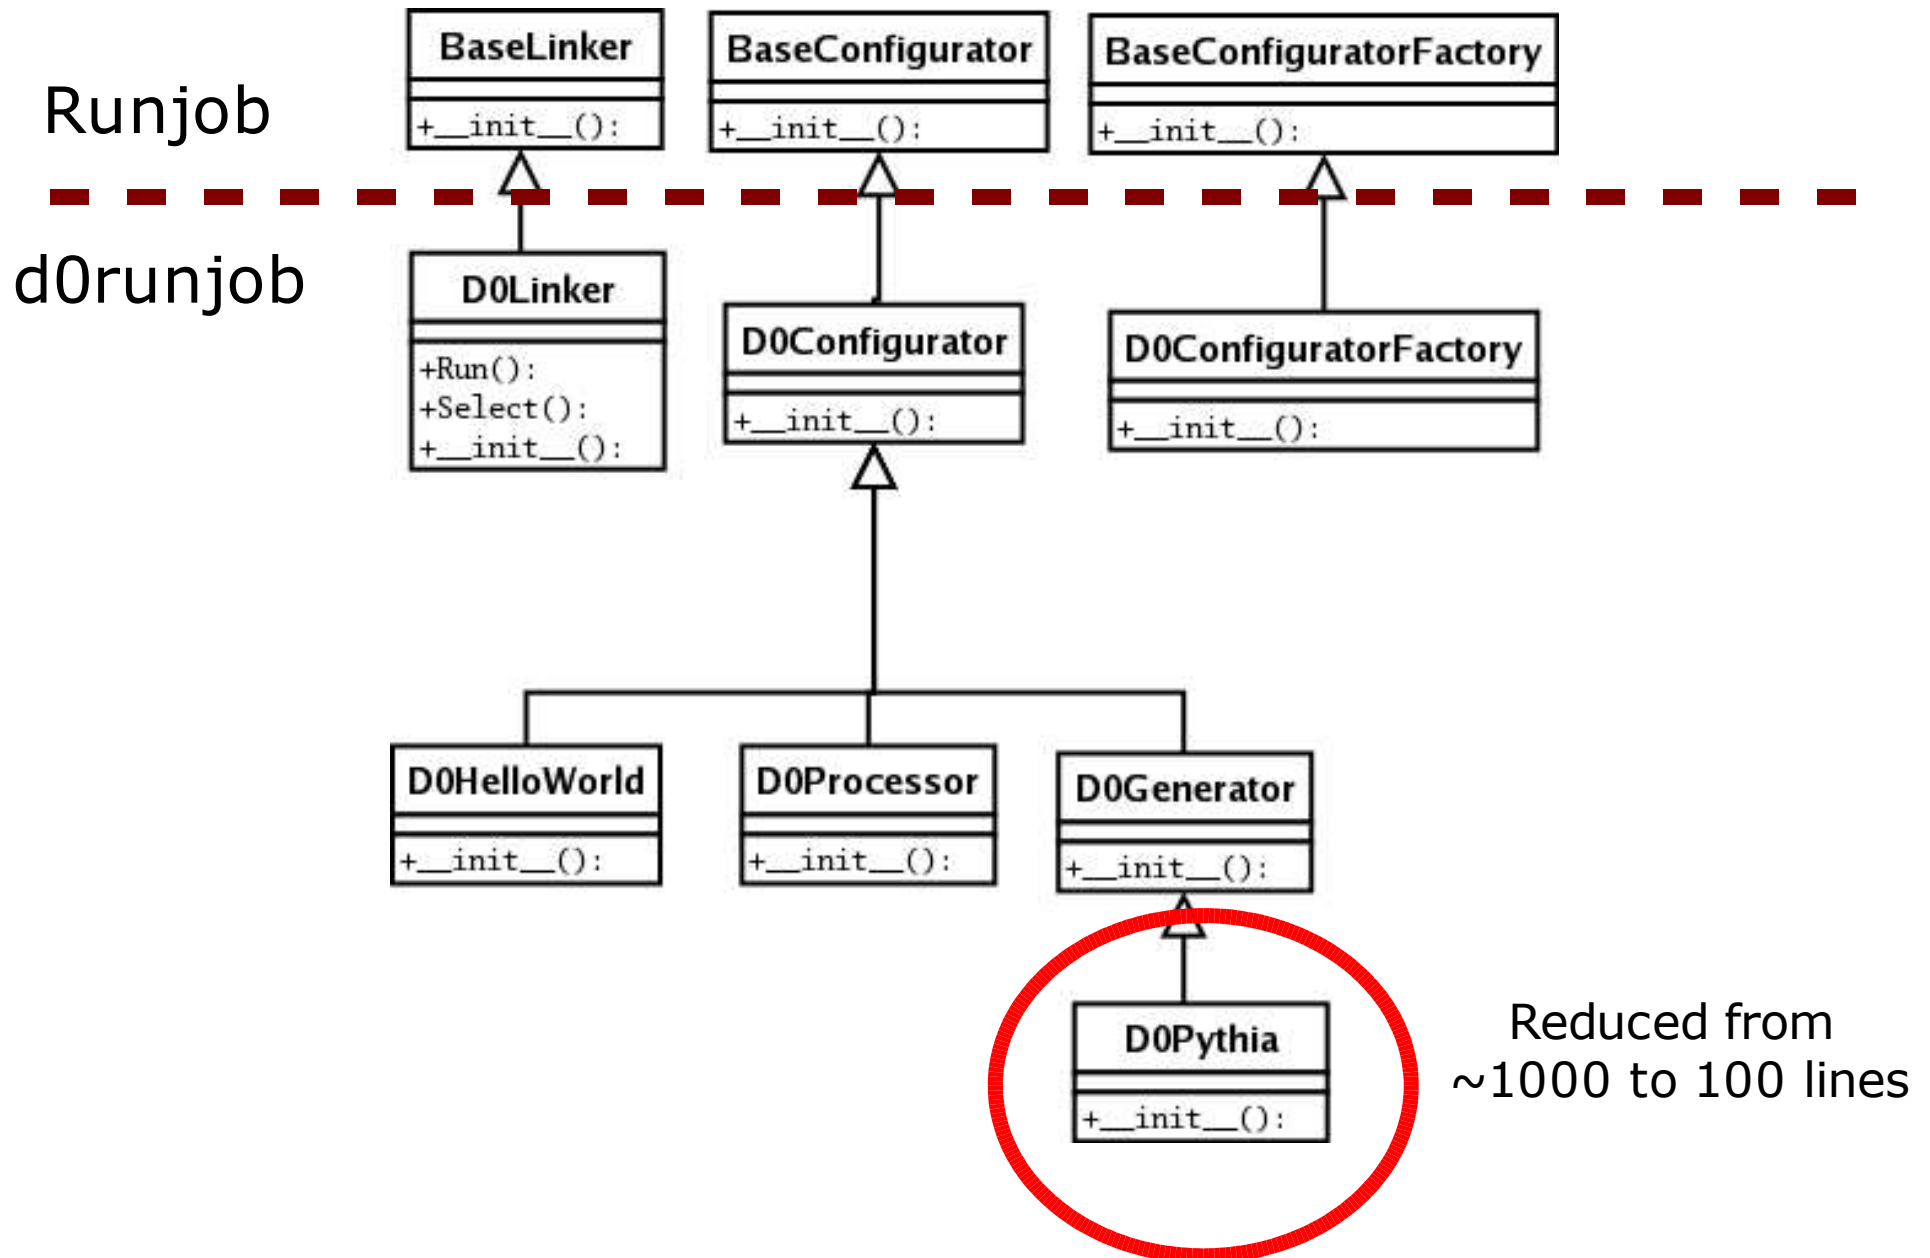 Runjob
BaseLinker
+__init__():
BaseConfigurator
+__init__():
BaseConfiguratorFactory
+__init__():
d0runjob
D0Linker
+Run():
+Select():
+__init__():
D0Configurator
+__init__():
D0ConfiguratorFactory
+__init__():
D0HelloWorld
+__init__():
D0Processor
+__init__():
D0Generator
+__init__():
D0Pythia
+__init__():
Reduced from
~1000 to 100 lines